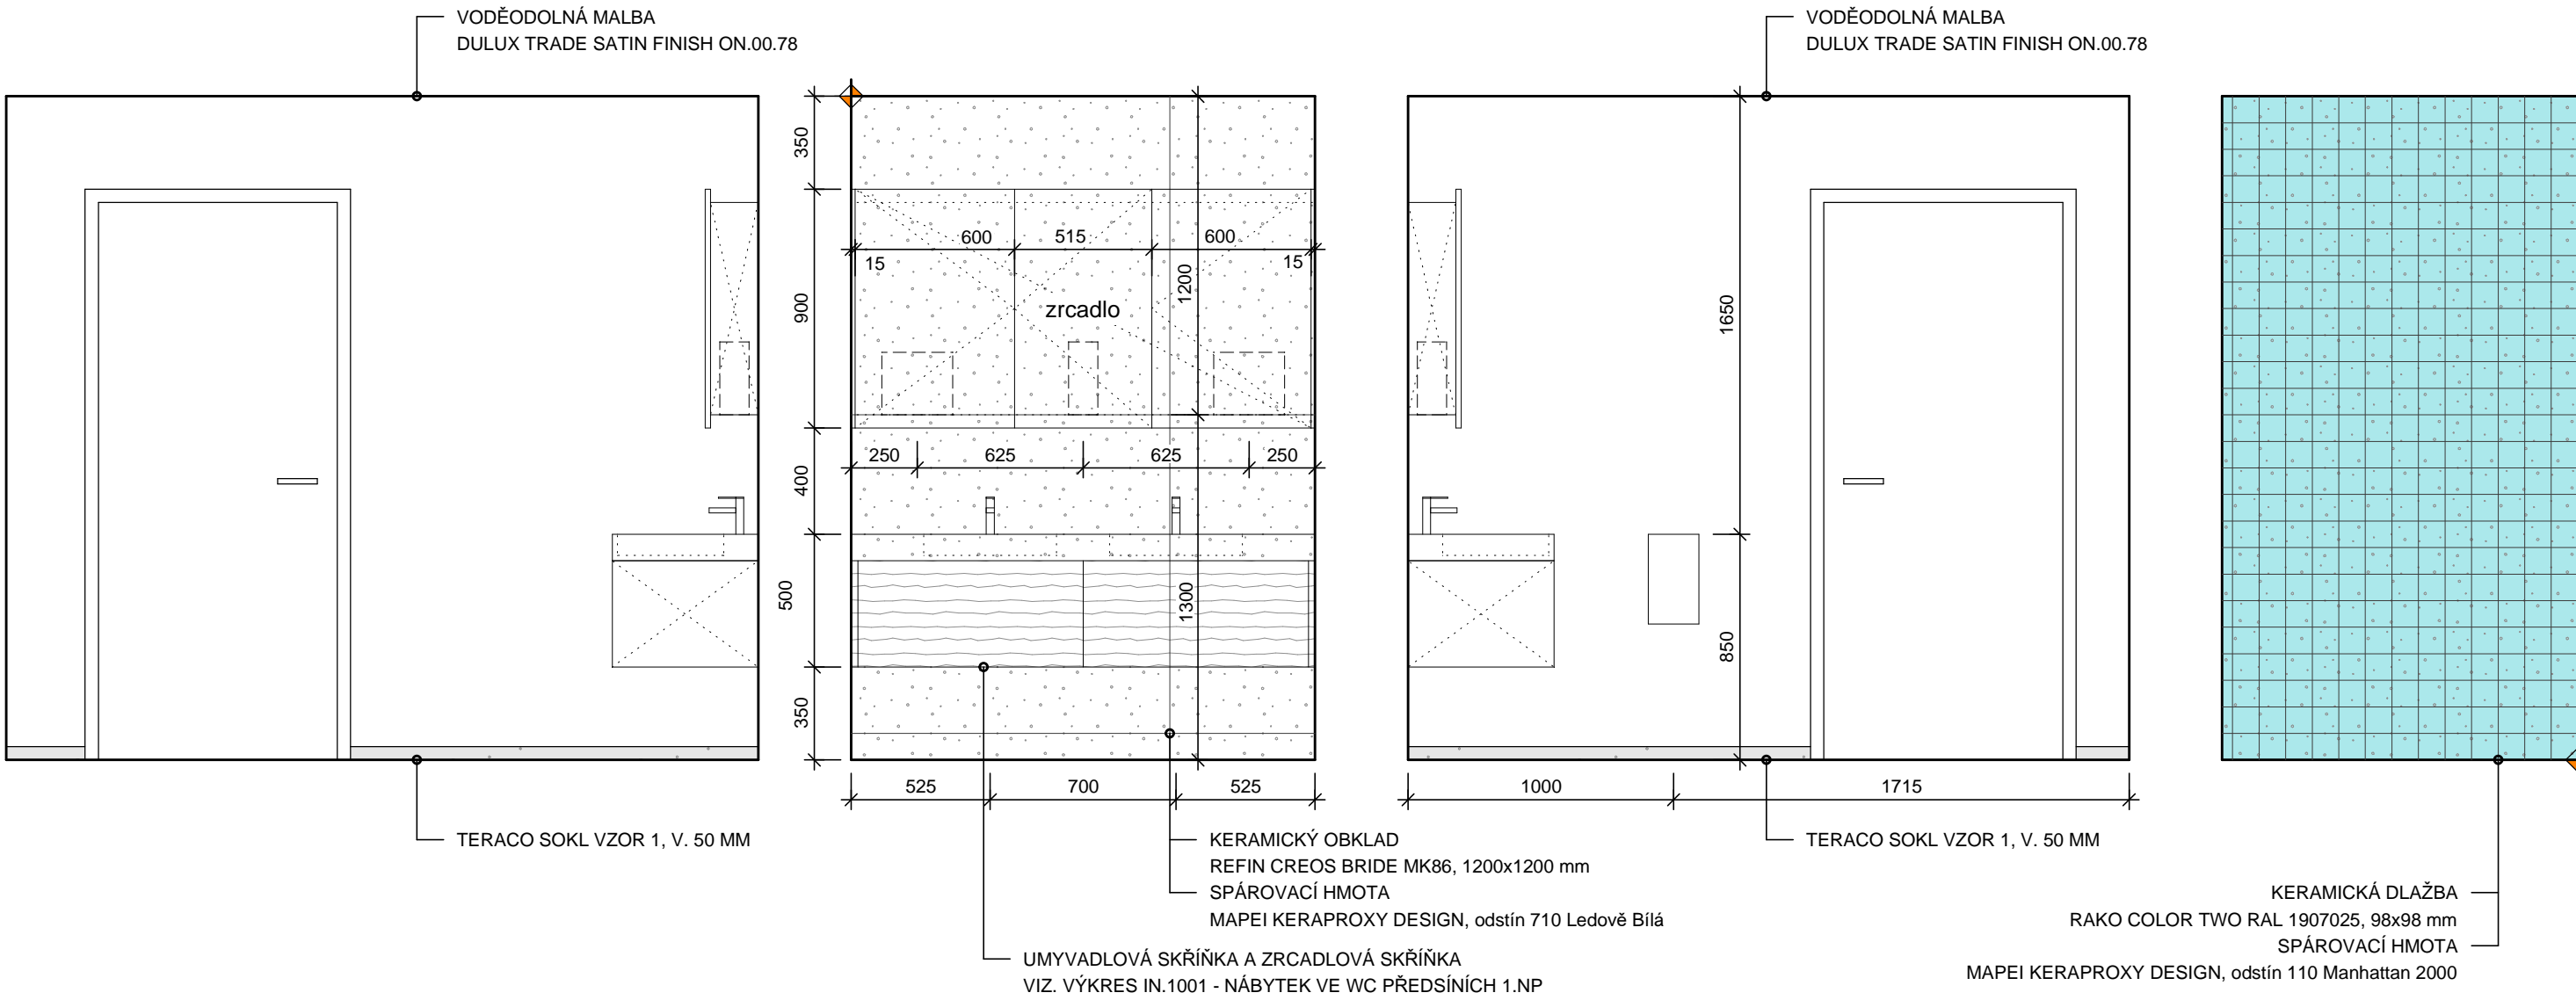 VODĚODOLNÁ MALBA
DULUX TRADE SATIN FINISH ON.00.78
VODĚODOLNÁ MALBA
DULUX TRADE SATIN FINISH ON.00.78
350
900
400
500
350
600
515
600
15
15
1200
zrcadlo
250
625
625
250
1300
525
700
525
1650
850
1000
1715
TERACO SOKL VZOR 1, V. 50 MM
KERAMICKÝ OBKLAD
REFIN CREOS BRIDE MK86, 1200x1200 mm
SPÁROVACÍ HMOTA
MAPEI KERAPROXY DESIGN, odstín 710 Ledově Bílá
UMYVADLOVÁ SKŘÍŇKA A ZRCADLOVÁ SKŘÍŇKA
VIZ. VÝKRES IN.1001 - NÁBYTEK VE WC PŘEDSÍNÍCH 1.NP
TERACO SOKL VZOR 1, V. 50 MM
KERAMICKÁ DLAŽBA
RAKO COLOR TWO RAL 1907025, 98x98 mm
SPÁROVACÍ HMOTA
MAPEI KERAPROXY DESIGN, odstín 110 Manhattan 2000